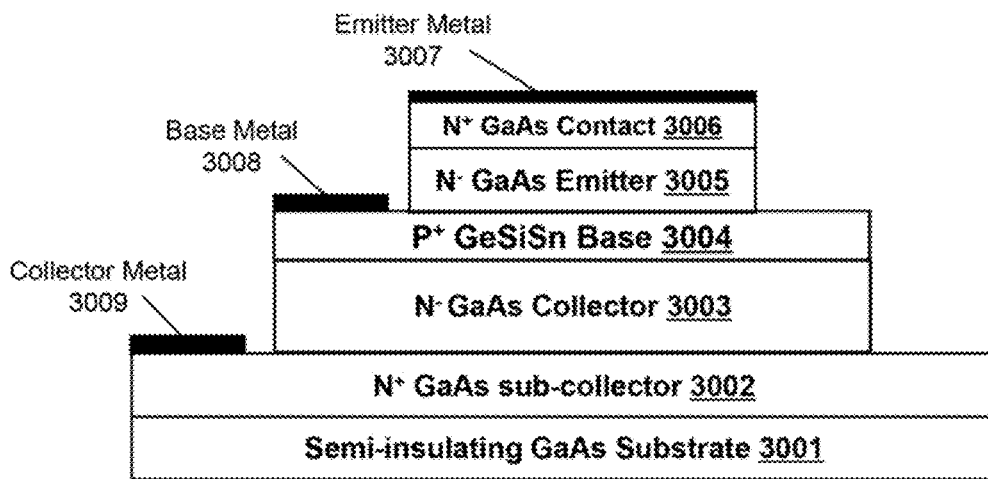 Emitter Metal
3007
N⁺ GaAs Contact 3006
Base Metal
3008
N⁻ GaAs Emitter 3005
P⁺ GeSiSn Base 3004
Collector Metal
3009
N⁻ GaAs Collector 3003
N⁺ GaAs sub-collector 3002
Semi-insulating GaAs Substrate 3001